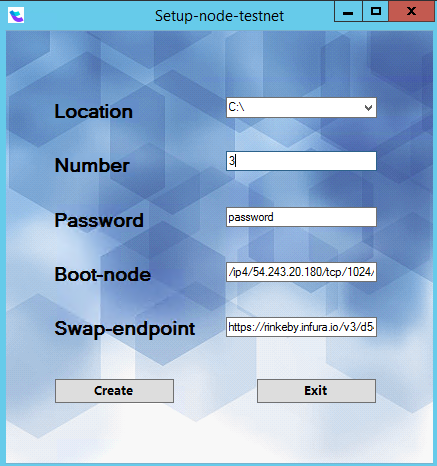 Setup-node-testnet
Location
C:\
Number
3
Password
password
Boot-node
/ip4/54.243.20.180/tcp/1024/
Swap-endpoint
https://rinkeby.infura.io/v3/d5
Create
Exit